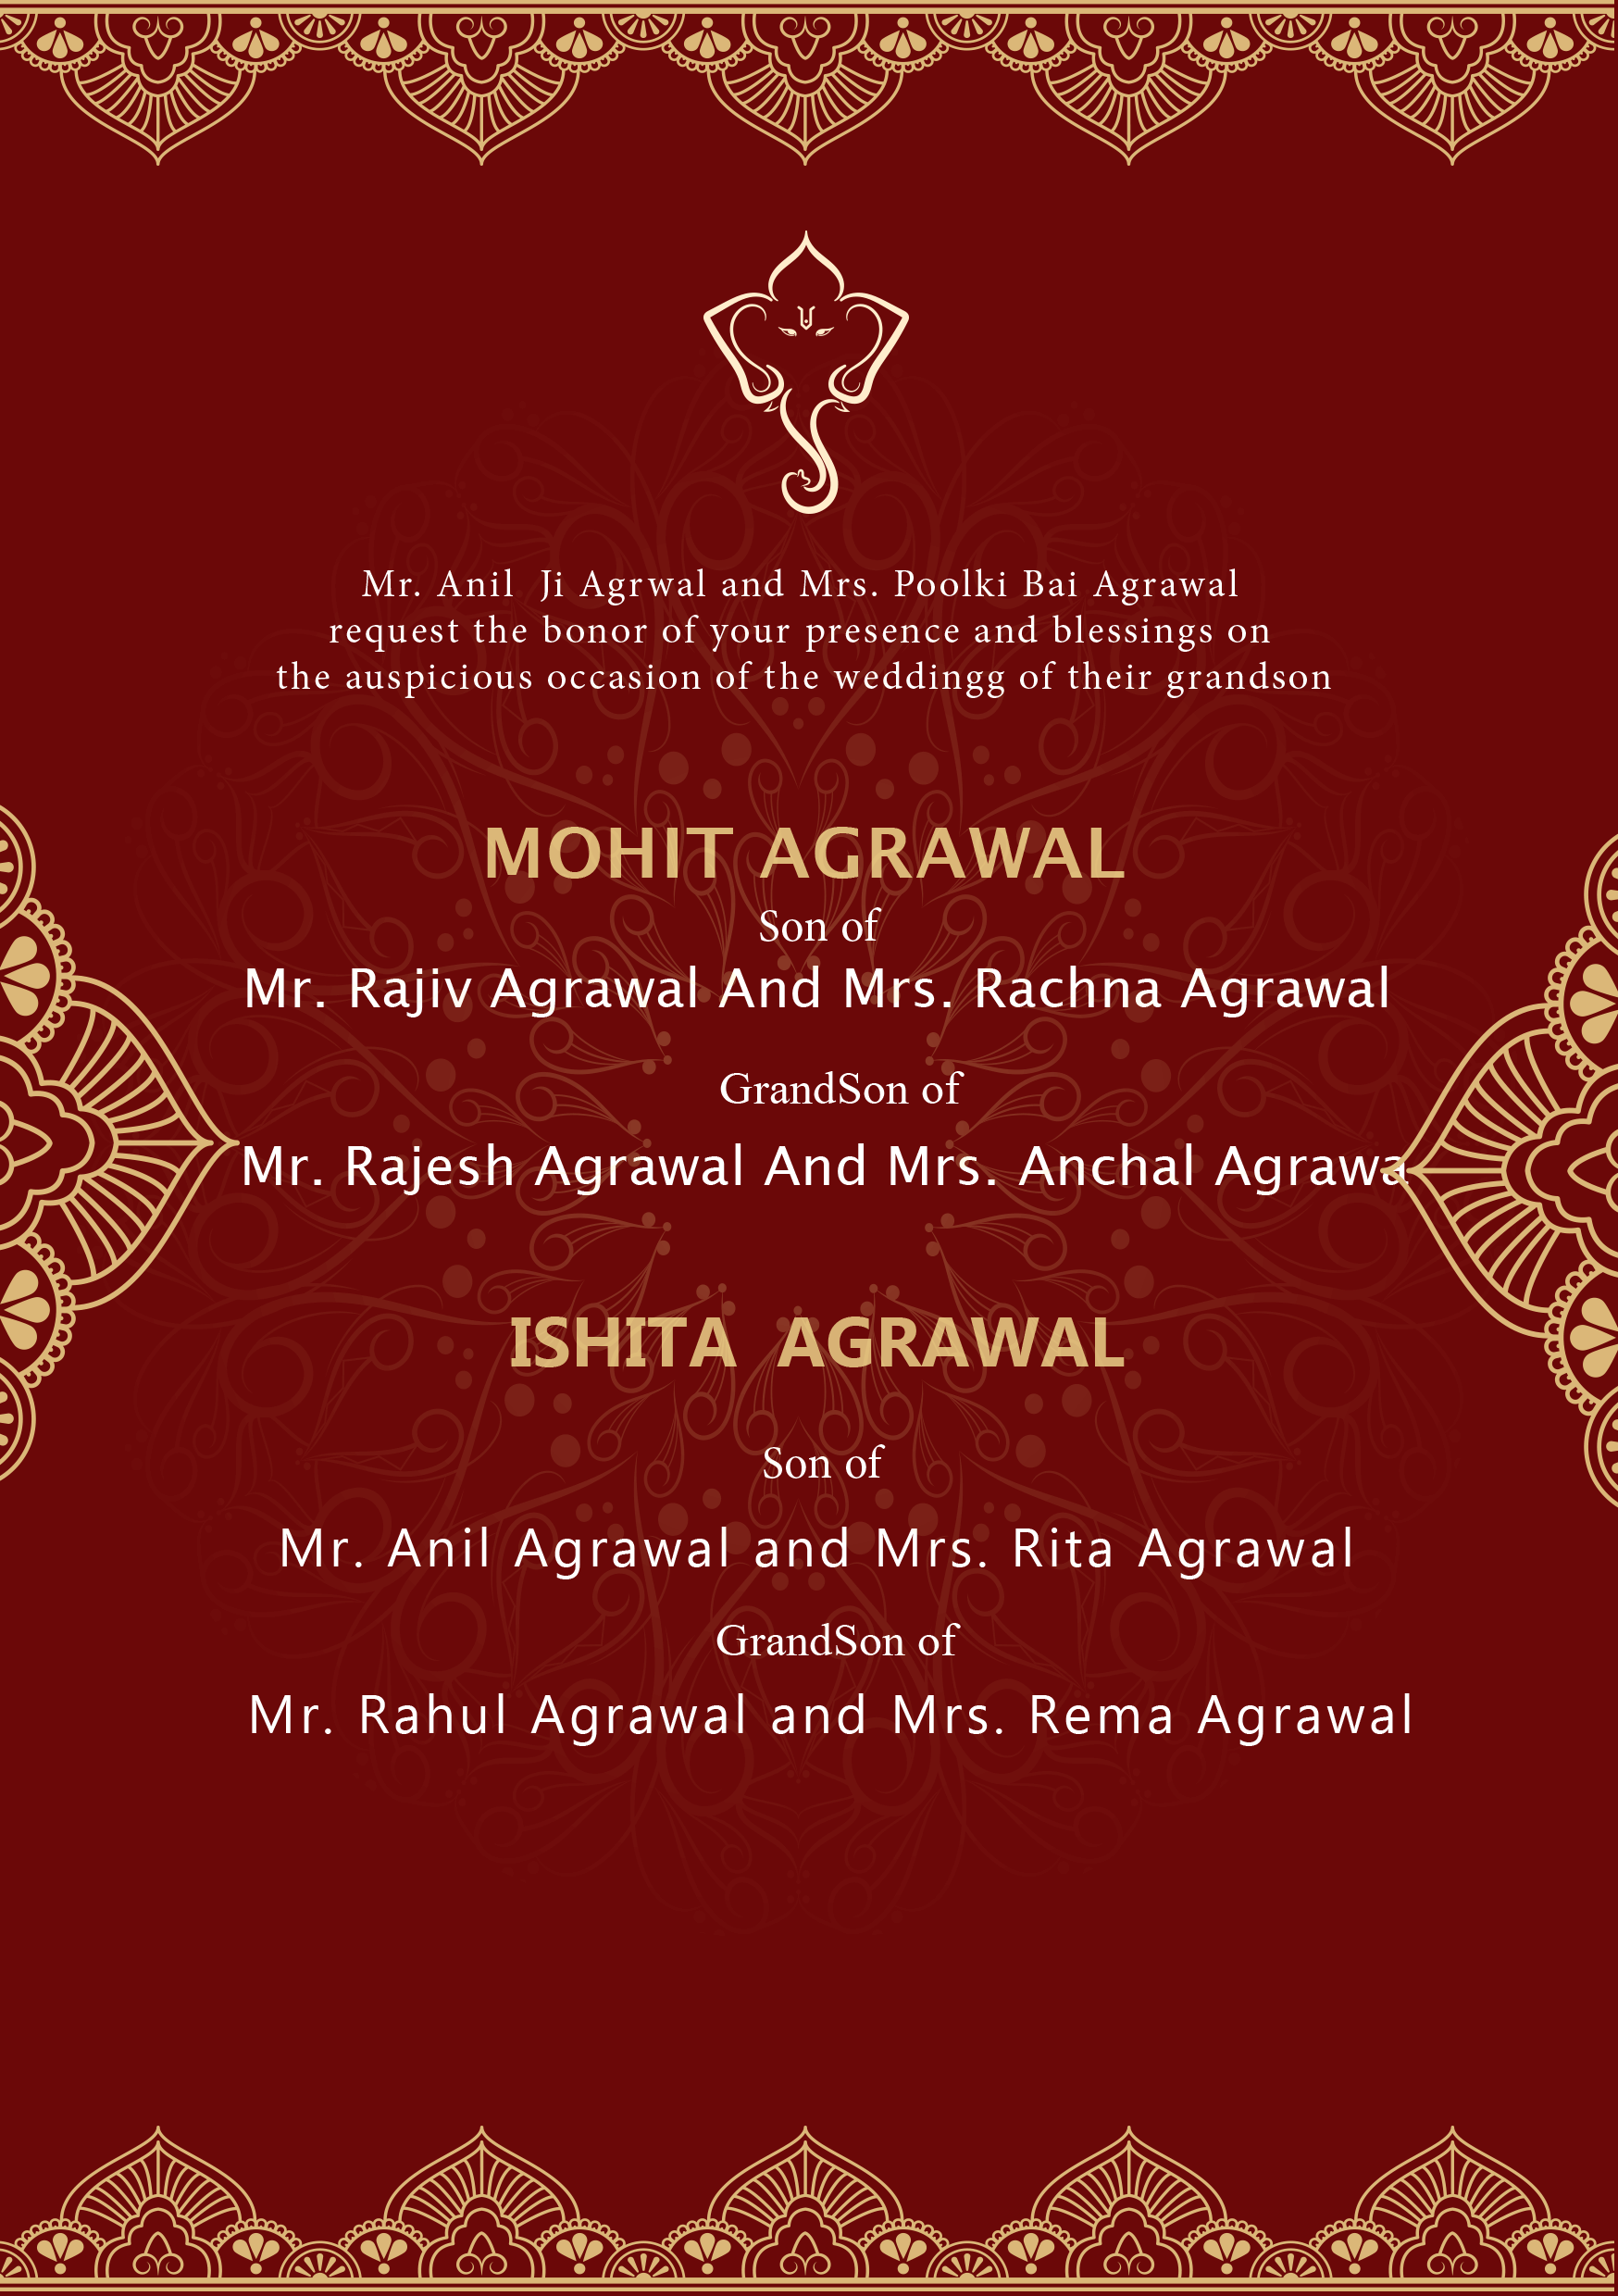 Mr. Anil Ji Agrwal and Mrs. Poolki Bai Agrawal
request the bonor of your presence and blessings on
the auspicious occasion of the weddingg of their grandson
MOHIT AGRAWAL
Son of
Mr. Rajiv Agrawal And Mrs. Rachna Agrawal
GrandSon of
Mr. Rajesh Agrawal And Mrs. Anchal Agrawa
ISHITA AGRAWAL
Son of
Mr. Anil Agrawal and Mrs. Rita Agrawal
GrandSon of
Mr. Rahul Agrawal and Mrs. Rema Agrawal